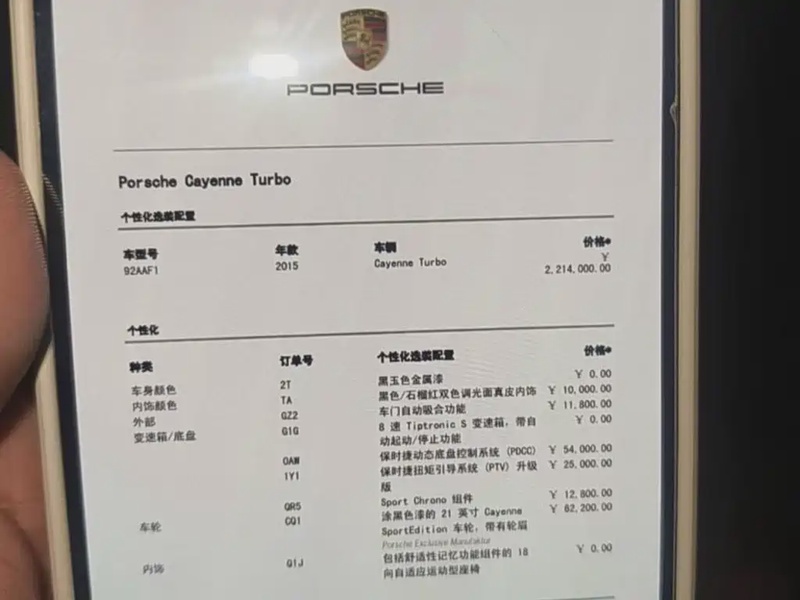 PORSCHE
Porsche Cayenne Turbo
个性化选装配置
车型号 年款 车辆 价格*
92AAF1 2015 Cayenne Turbo ¥
2,214,000.00
个性化
种类 订单号 个性化选装配置 价格*
车身颜色 2T 黑玉色金属漆 ¥ 0.00
内饰颜色 TA 黑色/石榴红双色调光面真皮内饰 ¥ 10,000.00
外部 GZ2 车门自动吸合功能 ¥ 11,800.00
变速箱/底盘 G1G 8 速 Tiptronic S 变速箱，带自 ¥ 0.00
动起动/停止功能
0AW 保时捷动态底盘控制系统 (PDCC) ¥ 54,000.00
1Y1 保时捷扭矩引导系统 (PTV) 升级 ¥ 25,000.00
版
QR5 Sport Chrono 组件 ¥ 12,800.00
车轮 CQ1 涂黑色漆的 21 英寸 Cayenne ¥ 62,200.00
SportEdition 车轮，带有轮眉
Porsche Exclusive Manufaktur
内饰 Q1J 包括舒适性记忆功能组件的 18 ¥ 0.00
向自适应运动型座椅